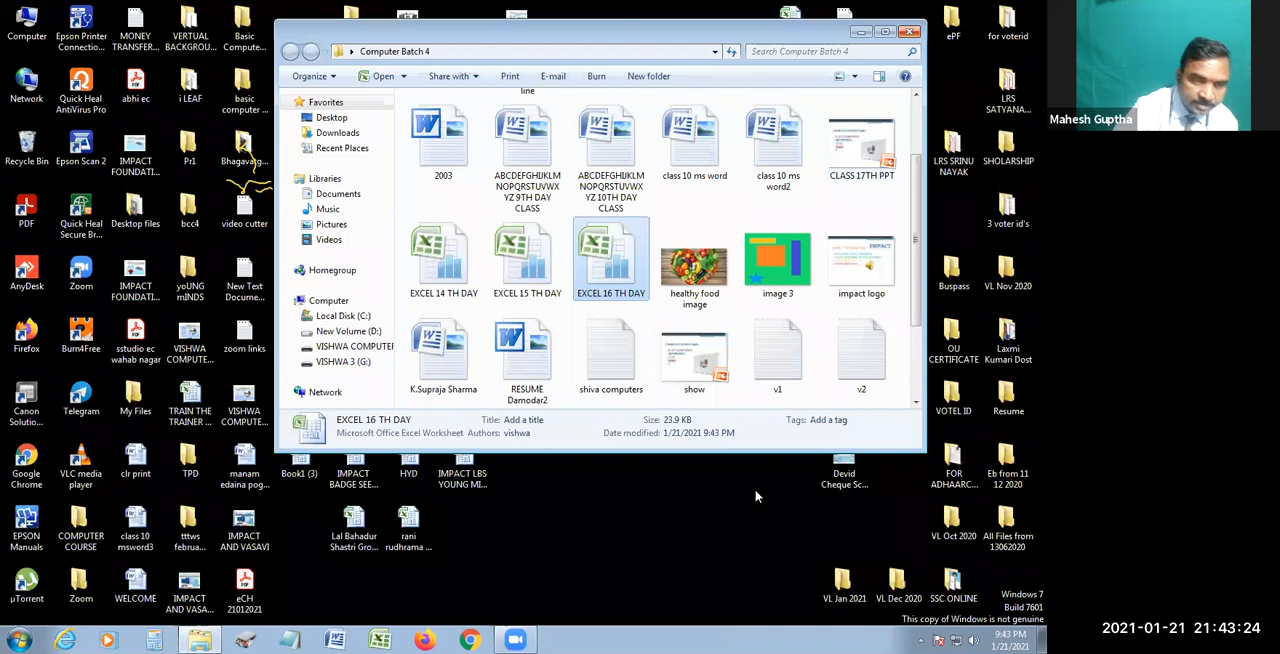 Computer
Epson Printer
Connectio...
MONEY
TRANSFER...
VERTUAL
BACKGROU...
Basic
Compute...
Network
Quick Heal
AntiVirus Pro
abhi ec
i LEAF
basic
computer ...
Recycle Bin
Epson Scan 2
IMPACT
FOUNDATI...
Pr1
Bhagavatg...
PDF
Quick Heal
Secure Br...
Desktop files
bcc4
video cutter
AnyDesk
Zoom
IMPACT
FOUNDATI...
yoUNG
mINDS
New Text
Docume...
Firefox
Burn4Free
sstudio ec
wahab nagar
VISHWA
COMPUTE...
zoom links
Canon
Solutio...
Telegram
My Files
TRAIN THE
TRAINER ...
VISHWA
COMPUTE...
Google
Chrome
VLC media
player
clr print
TPD
manam
edaina pog...
EPSON
Manuals
COMPUTER
COURSE
class 10
msword3
tttws
februa...
IMPACT
AND VASAVI
µTorrent
Zoom
WELCOME
IMPACT
AND VASA...
eCH
21012021
Computer Batch 4
Search Computer Batch 4
Organize
Open
Share with
Print
E-mail
Burn
New folder
Favorites
Desktop
Downloads
Recent Places
Libraries
Documents
Music
Pictures
Videos
Homegroup
Computer
Local Disk (C:)
New Volume (D:)
VISHWA COMPUTER
VISHWA 3 (G:)
Network
line
2003
ABCDEFGHIJKLM
NOPQRSTUVWX
YZ 9TH DAY
CLASS
ABCDEFGHIJKLM
NOPQRSTUVWX
YZ 10TH DAY
CLASS
class 10 ms word
class 10 ms
word2
CLASS 17TH PPT
EXCEL 14 TH DAY
EXCEL 15 TH DAY
EXCEL 16 TH DAY
healthy food
image
image 3
IMPACT
impact logo
K.Supraja Sharma
RESUME
Damodar2
shiva computers
show
v1
v2
EXCEL 16 TH DAY
Title: Add a title
Size: 23.9 KB
Tags: Add a tag
Microsoft Office Excel Worksheet
Authors: vishwa
Date modified: 1/21/2021 9:43 PM
Book1 (3)
IMPACT
BADGE SEE...
HYD
IMPACT LBS
YOUNG MI...
Lal Bahadur
Shastri Gro...
rani
rudhrama ...
Devid
Cheque Sc...
ePF
for voterid
LRS
SATYANA...
LRS SRINU
NAYAK
SHOLARSHIP
3 voter id's
Buspass
VL Nov 2020
OU
CERTIFICATE
Laxmi
Kumari Dost
VOTEL ID
Resume
FOR
ADHAARC...
Eb from 11
12 2020
VL Oct 2020
All Files from
13062020
VL Jan 2021
VL Dec 2020
SSC ONLINE
Windows 7
Build 7601
This copy of Windows is not genuine
9:43 PM
1/21/2021
Mahesh Guptha
2021-01-21 21:43:24